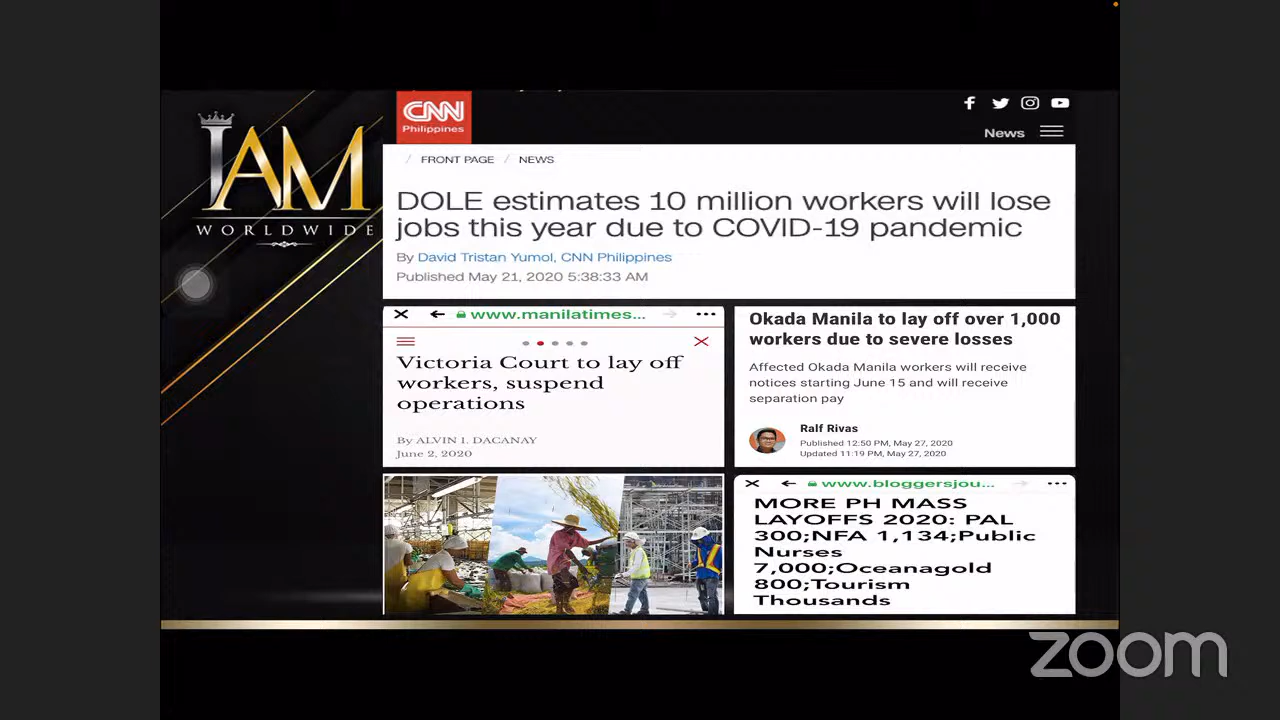 IAM
WORLDWIDE
CNN
Philippines
News
/ FRONT PAGE / NEWS
DOLE estimates 10 million workers will lose
jobs this year due to COVID-19 pandemic
By David Tristan Yumol, CNN Philippines
Published May 21, 2020 5:38:33 AM
www.manilatimes...
Victoria Court to lay off
workers, suspend
operations
By ALVIN I. DACANAY
June 2, 2020
Okada Manila to lay off over 1,000
workers due to severe losses
Affected Okada Manila workers will receive
notices starting June 15 and will receive
separation pay
Ralf Rivas
Published 12:50 PM, May 27, 2020
Updated 11:19 PM, May 27, 2020
www.bloggersjou...
MORE PH MASS
LAYOFFS 2020: PAL
300;NFA 1,134;Public
Nurses
7,000;Oceanagold
800;Tourism
Thousands
zoom